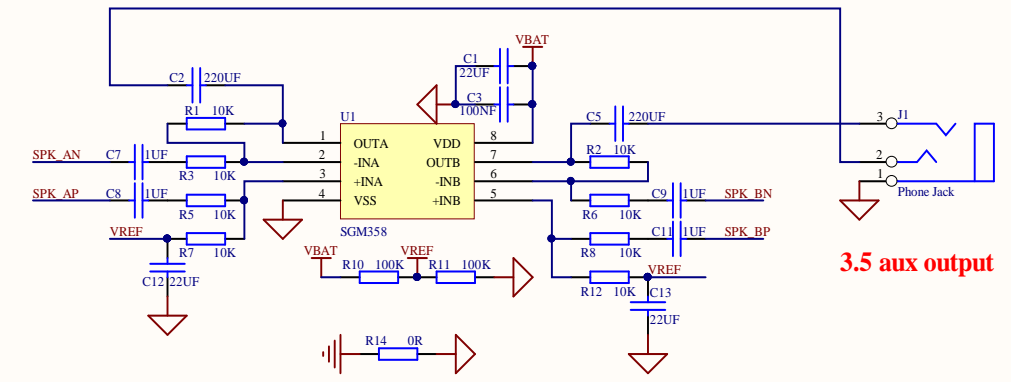 VBAT
C1
22UF
C2 220UF
C3
100NF
R1 10K
U1
C5 220UF
J1
1 OUTA VDD 8
3
SPK_AN C7 1UF
2 -INA OUTB 7
R2 10K
2
R3 10K
3 +INA -INB 6
1
SPK_AP C8 1UF
4 VSS +INB 5
C9 1UF SPK_BN
Phone Jack
R5 10K
R6 10K
VREF
SGM358
C11 1UF SPK_BP
R7 10K
R8 10K
VBAT VREF
3.5 aux output
R10 100K R11 100K
VREF
C12 22UF
R12 10K C13
22UF
R14 0R